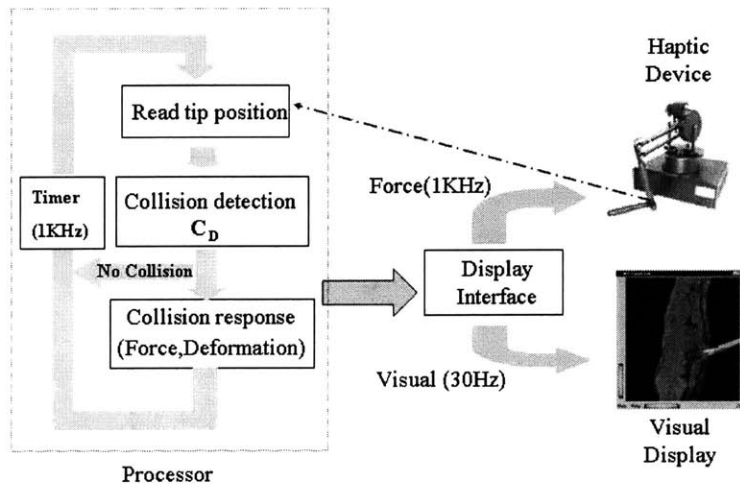 Haptic
Device
Read tip position
Timer
(1KHz)
Collision detection
C_D
Force(1KHz)
No Collision
Display
Interface
Collision response
(Force,Deformation)
Visual (30Hz)
Visual
Display
Processor